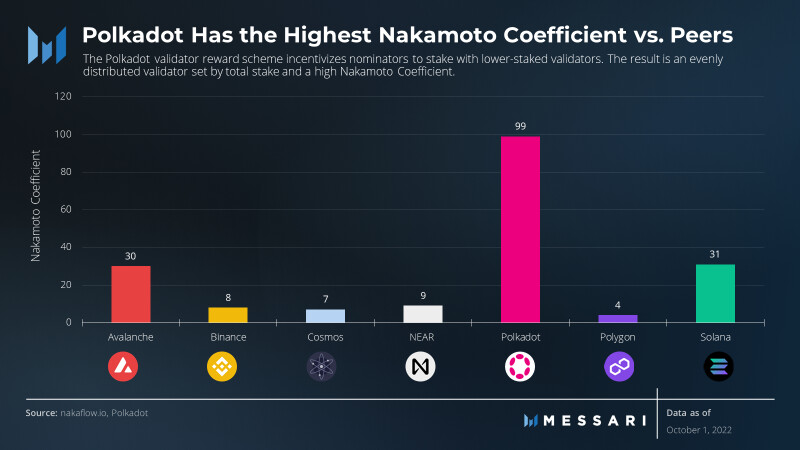 Polkadot Has the Highest Nakamoto Coefficient vs. Peers
The Polkadot validator reward scheme incentivizes nominators to stake with lower-staked validators. The result is an evenly
distributed validator set by total stake and a high Nakamoto Coefficient.
Nakamoto Coefficient
120
100
80
60
40
20
0
30
8
7
9
99
4
31
Avalanche
Binance
Cosmos
NEAR
Polkadot
Polygon
Solana
Source: nakaflow.io, Polkadot
MESSARI
Data as of
October 1, 2022